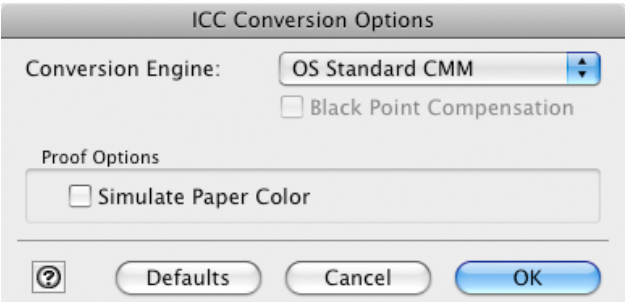 ICC Conversion Options
Conversion Engine: OS Standard CMM
Black Point Compensation
Proof Options
Simulate Paper Color
? Defaults Cancel OK